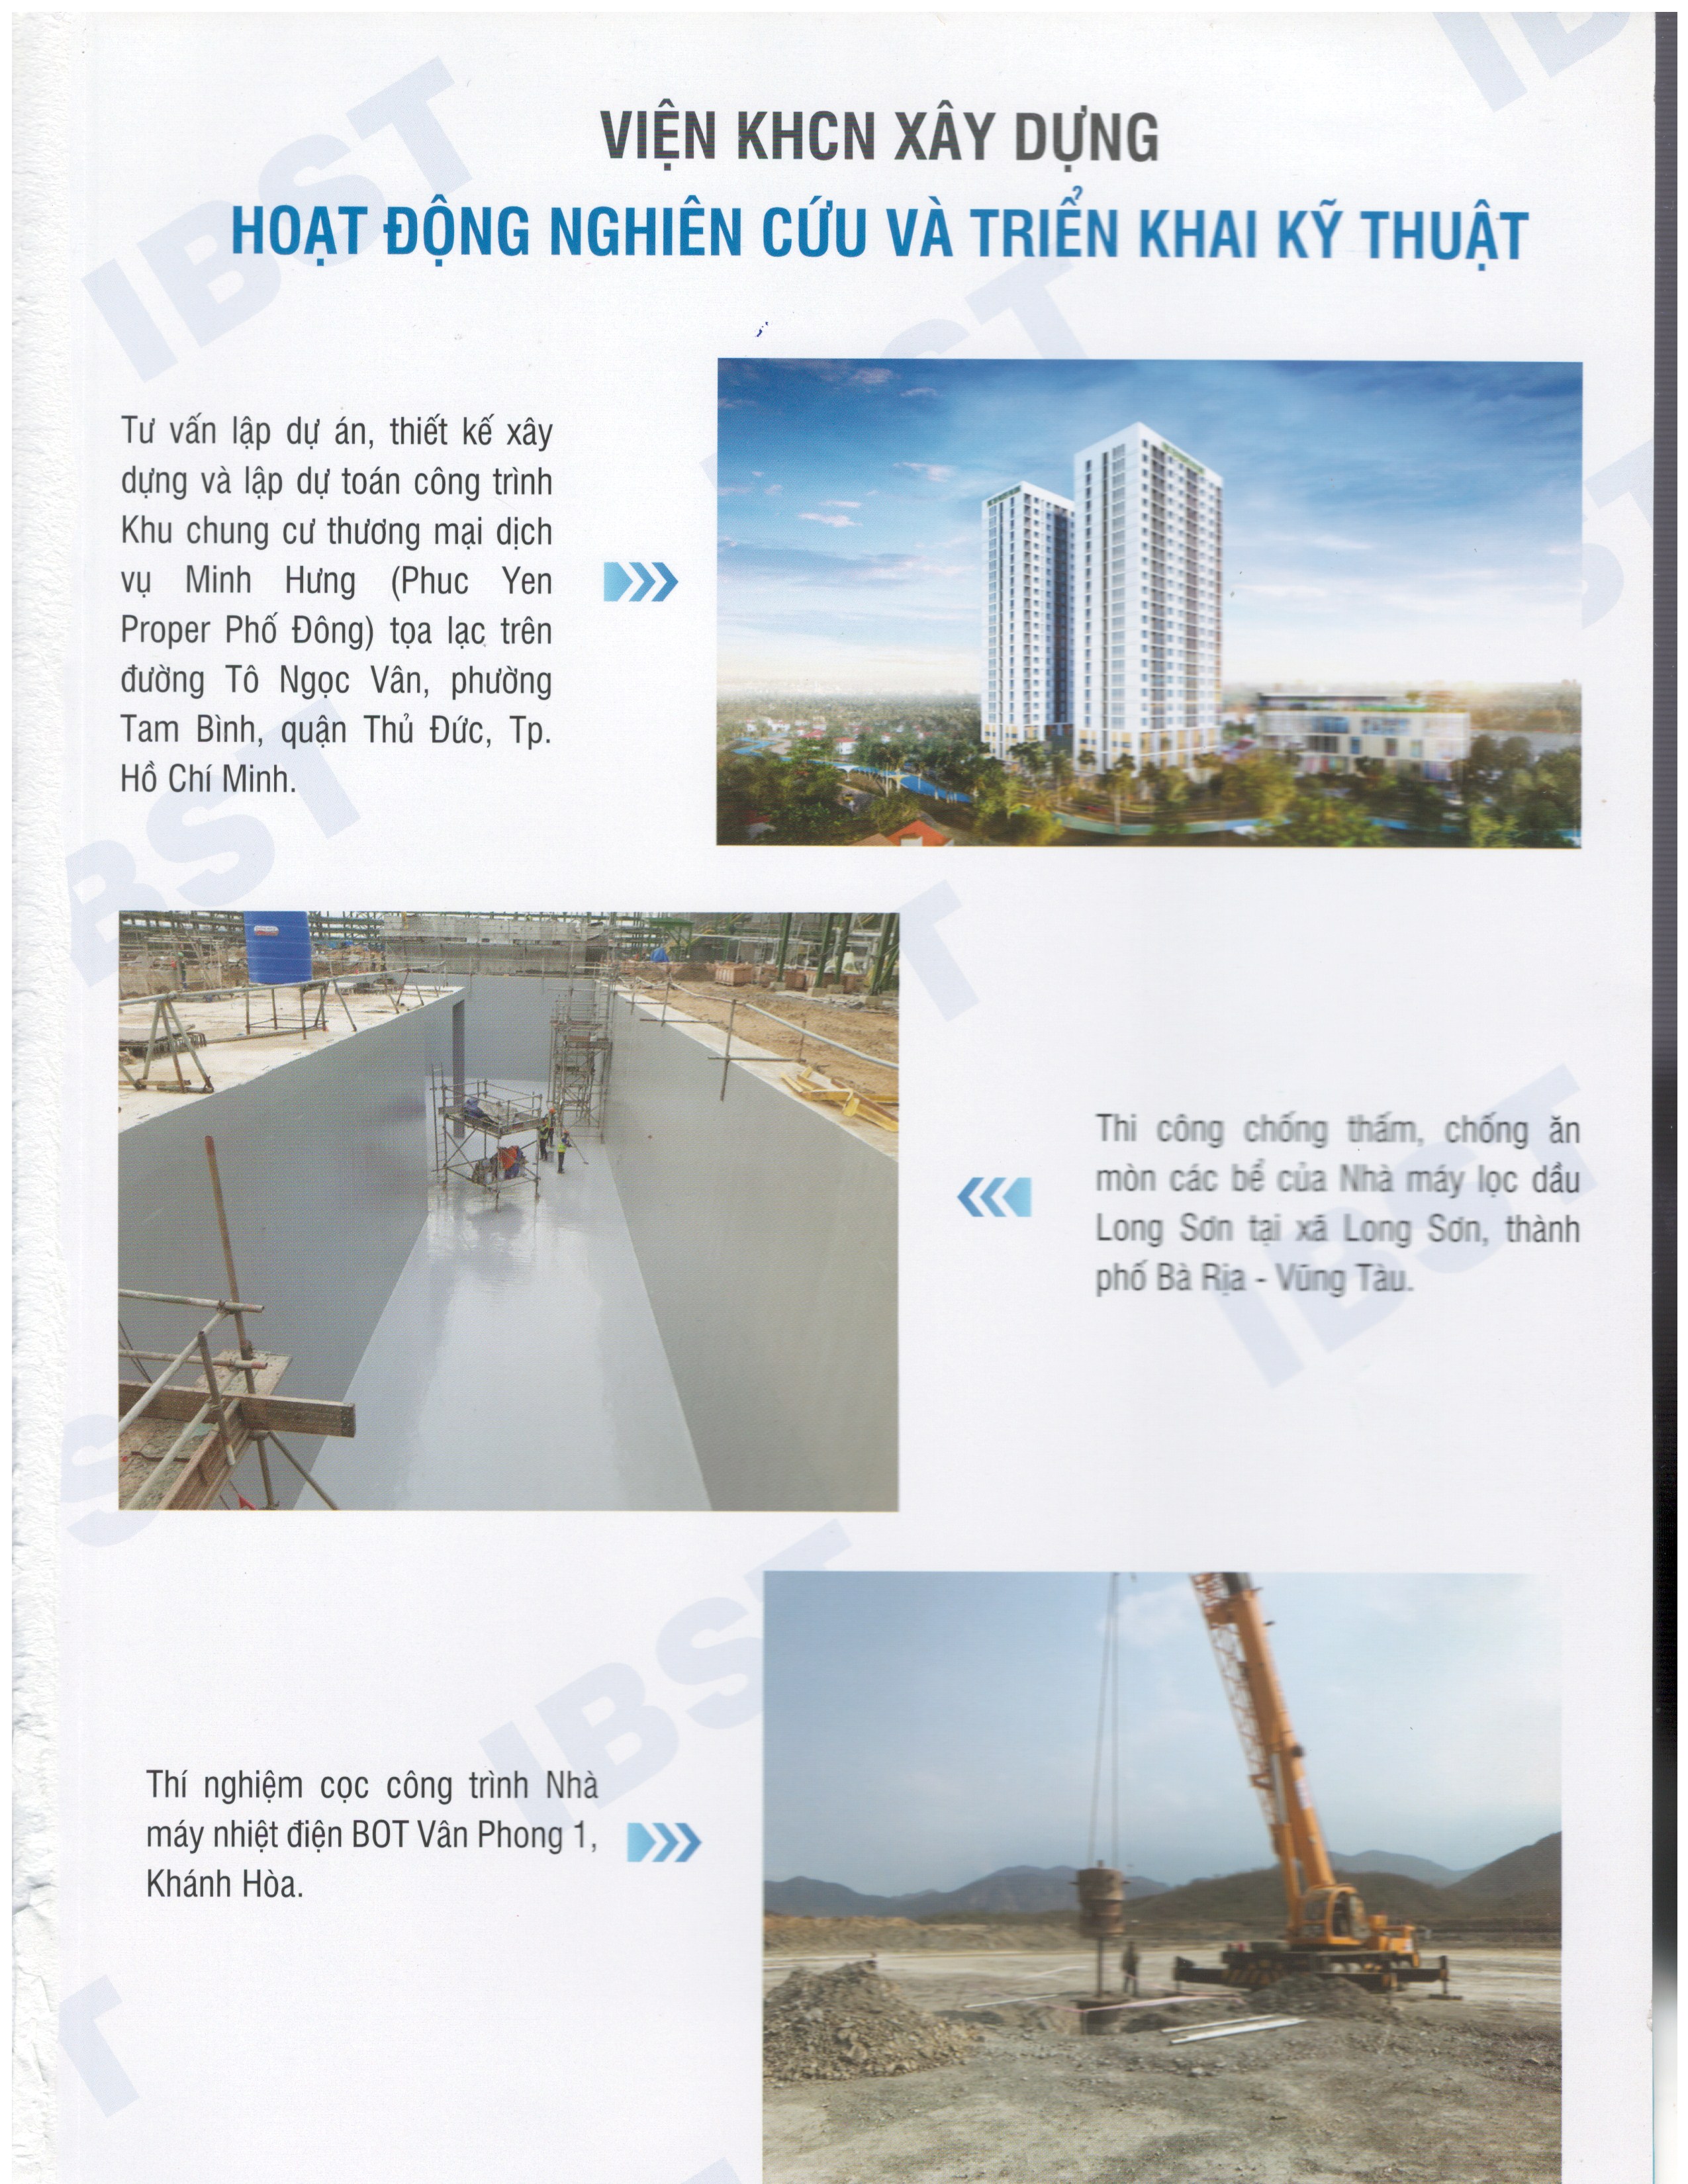 VIỆN KHCN XÂY DỰNG
HOẠT ĐỘNG NGHIÊN CỨU VÀ TRIỂN KHAI KỸ THUẬT
Tư vấn lập dự án, thiết kế xây
dựng và lập dự toán công trình
Khu chung cư thương mại dịch
vụ Minh Hưng (Phuc Yen
Proper Phố Đông) tọa lạc trên
đường Tô Ngọc Vân, phường
Tam Bình, quận Thủ Đức, Tp.
Hồ Chí Minh.
Thi công chống thấm, chống ăn
mòn các bể của Nhà máy lọc dầu
Long Sơn tại xã Long Sơn, thành
phố Bà Rịa - Vũng Tàu.
Thí nghiệm cọc công trình Nhà
máy nhiệt điện BOT Vân Phong 1,
Khánh Hòa.
IBST
IBST
IBST
IBST